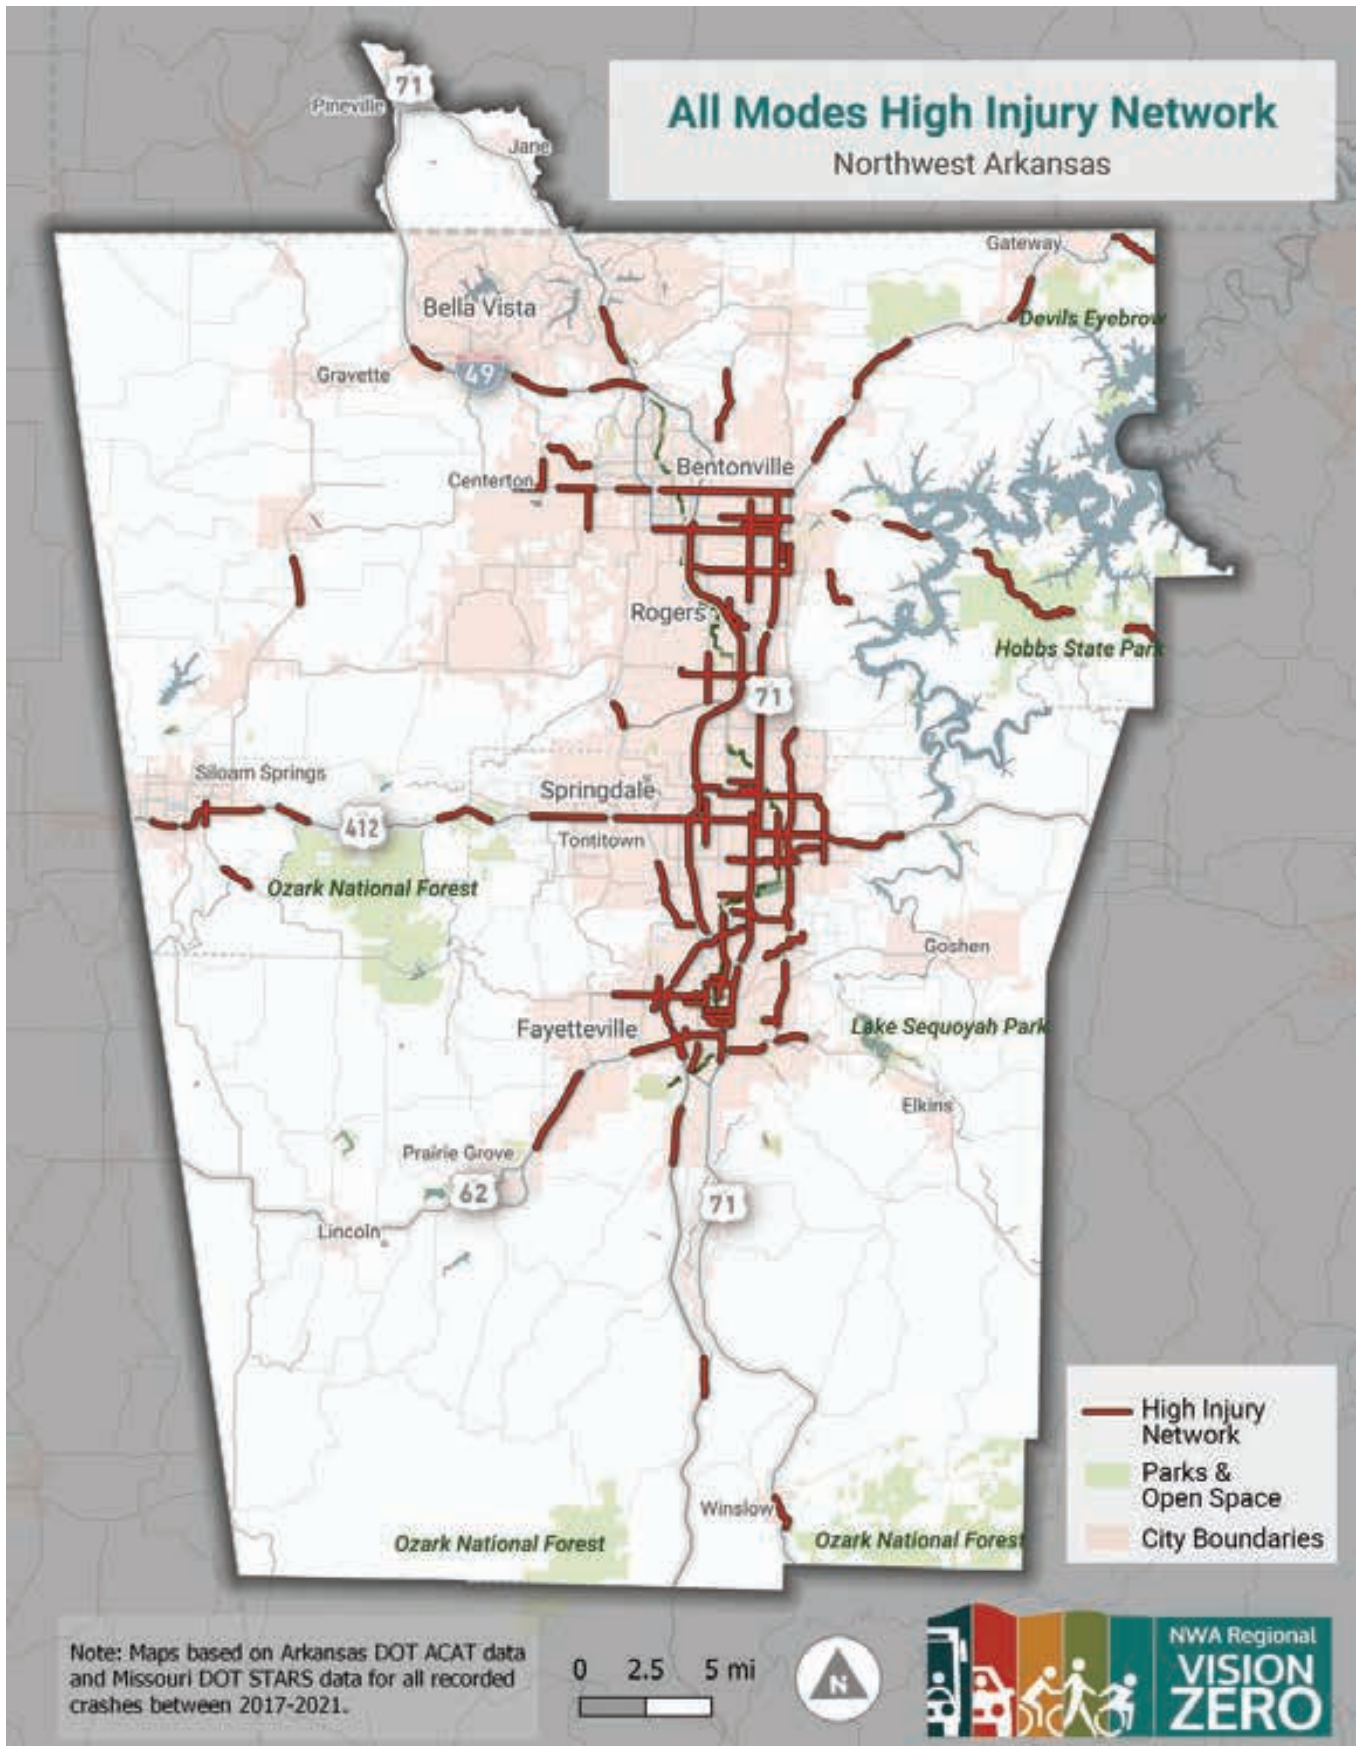 All Modes High Injury Network
Northwest Arkansas
71
Pineville
Jane
Gateway
Bella Vista
Devils Eyebrow
Gravette
49
Bentonville
Centerton
Rogers
Hobbs State Park
71
Siloam Springs
Springdale
412
Tontitown
Ozark National Forest
Goshen
Fayetteville
Lake Sequoyah Park
Elkins
Prairie Grove
62
71
Lincoln
Winslow
Ozark National Forest
Ozark National Forest
High Injury
Network
Parks &
Open Space
City Boundaries
Note: Maps based on Arkansas DOT ACAT data
and Missouri DOT STARS data for all recorded
crashes between 2017-2021.
0 2.5 5 mi
N
NWA Regional
VISION
ZERO